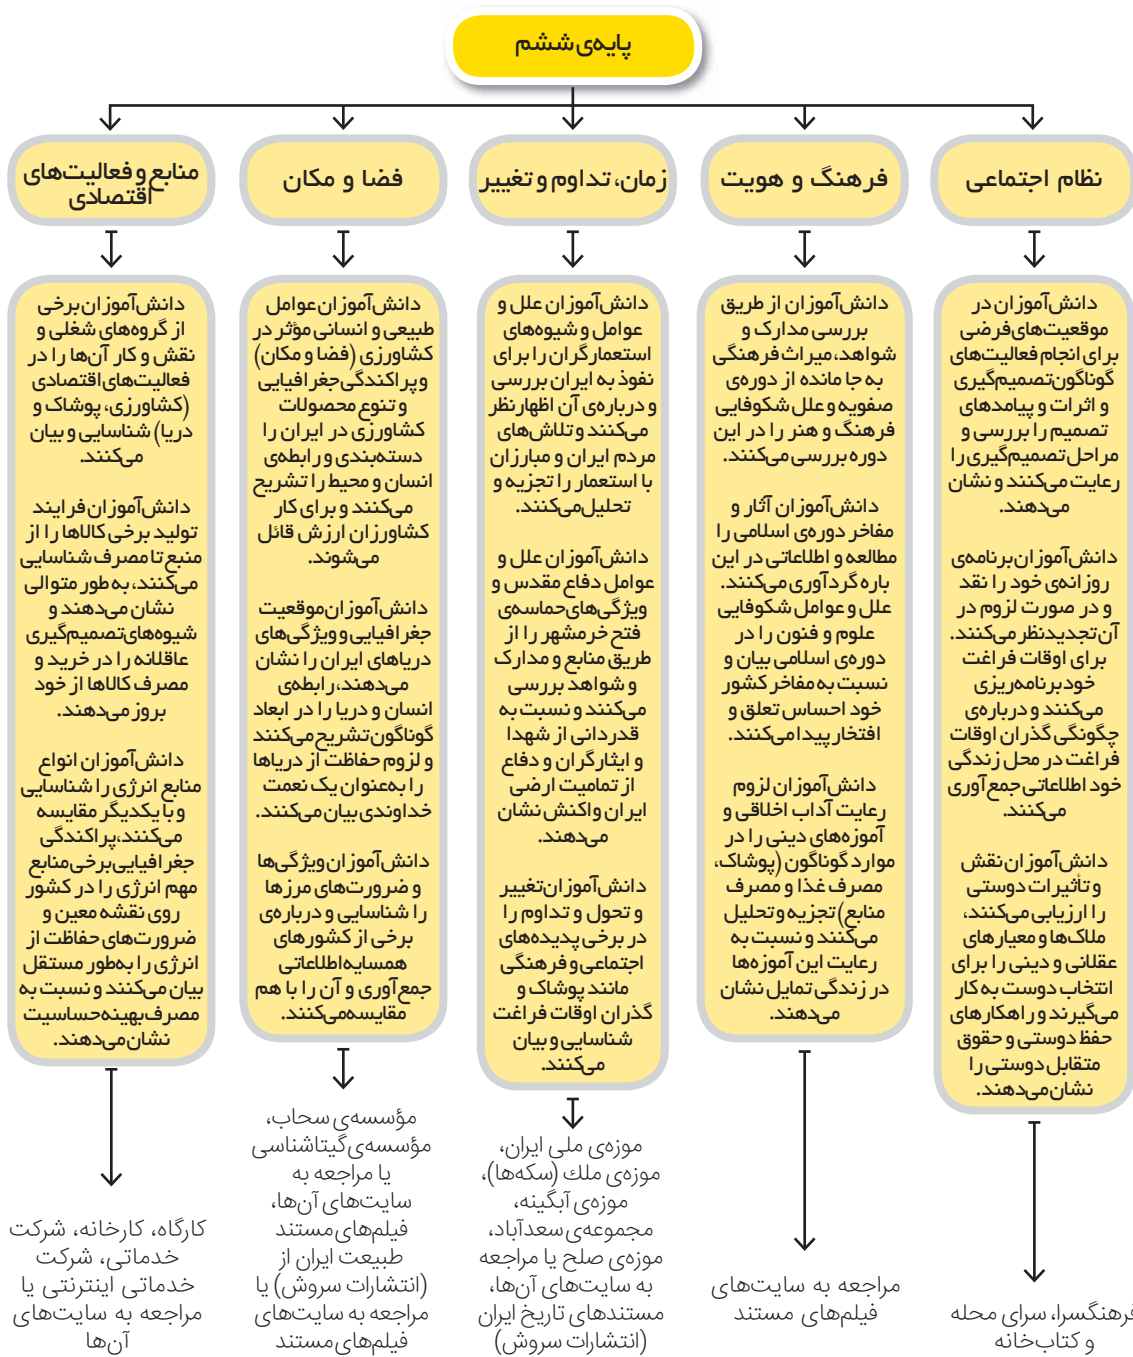 پایه‌ی ششم
نظام اجتماعی
فرهنگ و هویت
زمان، تداوم و تغییر
فضا و مکان
منابع و فعالیت‌های
اقتصادی
دانش‌آموزان در
موقعیت‌های فرضی
برای انجام فعالیت‌های
گوناگون تصمیم‌گیری
و اثرات و پیامدهای
تصمیم را بررسی و
مراحل تصمیم‌گیری را
رعایت می‌کنند و نشان
می‌دهند.
دانش‌آموزان برنامه‌ی
روزانه‌ی خود را نقد
و در صورت لزوم در
آن تجدیدنظر می‌کنند.
برای اوقات فراغت
خود برنامه‌ریزی
می‌کنند و درباره‌ی
چگونگی گذران اوقات
فراغت در محل زندگی
خود اطلاعاتی جمع‌آوری
می‌کنند.
دانش‌آموزان نقش
و تأثیرات دوستی
را ارزیابی می‌کنند،
ملاک‌ها و معیارهای
عقلانی و دینی را برای
انتخاب دوست به کار
می‌گیرند و راهکارهای
حفظ دوستی و حقوق
متقابل دوستی را
نشان می‌دهند.
فرهنگسرا، سرای محله
و کتاب‌خانه
دانش‌آموزان از طریق
بررسی مدارک و
شواهد، میراث فرهنگی
به جا مانده از دوره‌ی
صفویه و علل شکوفایی
فرهنگ و هنر را در این
دوره بررسی می‌کنند.
دانش‌آموزان آثار و
مفاخر دوره‌ی اسلامی را
مطالعه و اطلاعاتی در این
باره گردآوری می‌کنند.
علل و عوامل شکوفایی
علوم و فنون را در
دوره‌ی اسلامی بیان و
نسبت به مفاخر کشور
خود احساس تعلق و
افتخار پیدا می‌کنند.
دانش‌آموزان لزوم
رعایت آداب اخلاقی و
آموزه‌های دینی را در
موارد گوناگون (پوشاک،
مصرف غذا و مصرف
منابع) تجزیه و تحلیل
می‌کنند و نسبت به
رعایت این آموزه‌ها
در زندگی تمایل نشان
می‌دهند.
مراجعه به سایت‌های
فیلم‌های مستند
دانش‌آموزان علل و
عوامل و شیوه‌های
استعمارگران را برای
نفوذ به ایران بررسی
و درباره‌ی آن اظهارنظر
می‌کنند و تلاش‌های
مردم ایران و مبارزان
با استعمار را تجزیه و
تحلیل می‌کنند.
دانش‌آموزان علل و
عوامل دفاع مقدس و
ویژگی‌های حماسه‌ی
فتح خرمشهر را از
طریق منابع و مدارک
و شواهد بررسی
می‌کنند و نسبت به
قدردانی از شهدا
و ایثارگران و دفاع
از تمامیت ارضی
ایران واکنش نشان
می‌دهند.
دانش‌آموزان تغییر
و تحول و تداوم را
در برخی پدیده‌های
اجتماعی و فرهنگی
مانند پوشاک و
گذران اوقات فراغت
شناسایی و بیان
می‌کنند.
موزه‌ی ملی ایران،
موزه‌ی ملك (سکه‌ها)،
موزه‌ی آبگینه،
مجموعه‌ی سعدآباد،
موزه‌ی صلح یا مراجعه
به سایت‌های آن‌ها،
مستندهای تاریخ ایران
(انتشارات سروش)
دانش‌آموزان عوامل
طبیعی و انسانی مؤثر در
کشاورزی (فضا و مکان)
و پراکندگی جغرافیایی
و تنوع محصولات
کشاورزی در ایران را
دسته‌بندی و رابطه‌ی
انسان و محیط را تشریح
می‌کنند و برای کار
کشاورزان ارزش قائل
می‌شوند.
دانش‌آموزان موقعیت
جغرافیایی و ویژگی‌های
دریاهای ایران را نشان
می‌دهند، رابطه‌ی
انسان و دریا را در ابعاد
گوناگون تشریح می‌کنند
و لزوم حفاظت از دریاها
را به‌عنوان یک نعمت
خداوندی بیان می‌کنند.
دانش‌آموزان ویژگی‌ها
و ضرورت‌های مرزها
را شناسایی و درباره‌ی
برخی از کشورهای
همسایه اطلاعاتی
جمع‌آوری و آن را با هم
مقایسه می‌کنند.
مؤسسه‌ی سحاب،
مؤسسه‌ی گیتاشناسی
یا مراجعه به
سایت‌های آن‌ها،
فیلم‌های مستند
طبیعت ایران از
(انتشارات سروش) یا
مراجعه به سایت‌های
فیلم‌های مستند
دانش‌آموزان برخی
از گروه‌های شغلی و
نقش و کار آن‌ها را در
فعالیت‌های اقتصادی
(کشاورزی، پوشاک و
دریا) شناسایی و بیان
می‌کنند.
دانش‌آموزان فرایند
تولید برخی کالاها را از
منبع تا مصرف شناسایی
می‌کنند، به طور متوالی
نشان می‌دهند و
شیوه‌های تصمیم‌گیری
عاقلانه را در خرید و
مصرف کالاها از خود
بروز می‌دهند.
دانش‌آموزان انواع
منابع انرژی را شناسایی
و با یکدیگر مقایسه
می‌کنند، پراکندگی
جغرافیایی برخی منابع
مهم انرژی را در کشور
روی نقشه معین و
ضرورت‌های حفاظت از
انرژی را به‌طور مستقل
بیان می‌کنند و نسبت به
مصرف بهینه حساسیت
نشان می‌دهند.
کارگاه، کارخانه، شرکت
خدماتی، شرکت
خدماتی اینترنتی یا
مراجعه به سایت‌های
آن‌ها